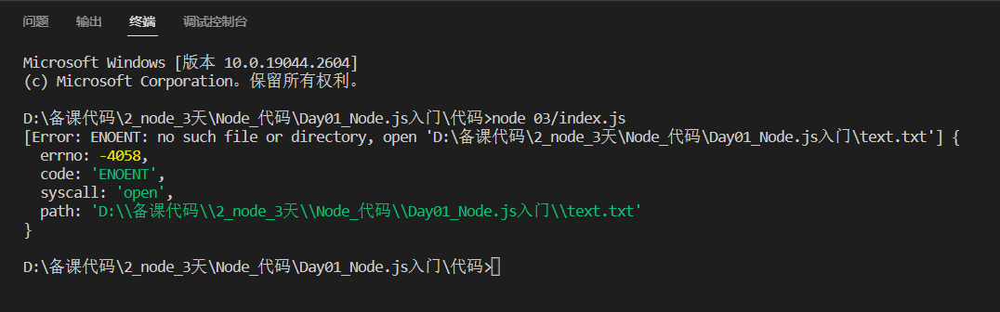 问题 输出 终端 调试控制台
Microsoft Windows [版本 10.0.19044.2604]
(c) Microsoft Corporation。保留所有权利。
D:\备课代码\2_node_3天\Node_代码\Day01_Node.js入门\代码>node 03/index.js
[Error: ENOENT: no such file or directory, open 'D:\备课代码\2_node_3天\Node_代码\Day01_Node.js入门\text.txt'] {
  errno: -4058,
  code: 'ENOENT',
  syscall: 'open',
  path: 'D:\\备课代码\\2_node_3天\\Node_代码\\Day01_Node.js入门\\text.txt'
}
D:\备课代码\2_node_3天\Node_代码\Day01_Node.js入门\代码>